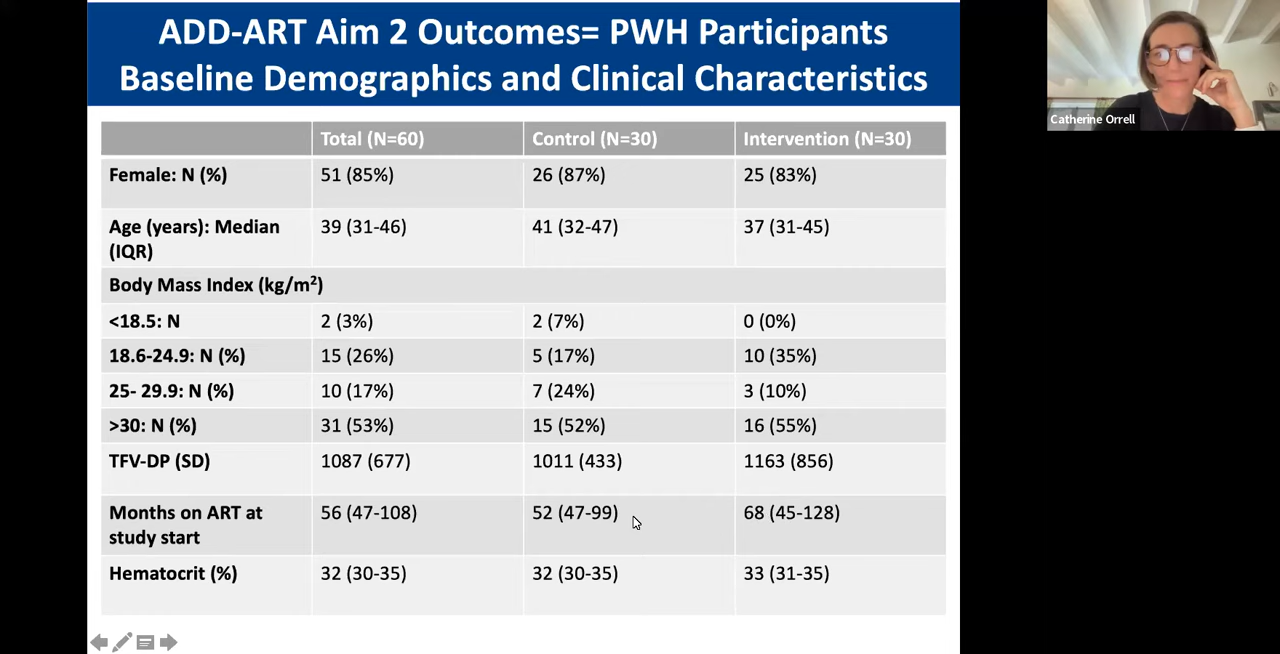 ADD-ART Aim 2 Outcomes= PWH Participants
Baseline Demographics and Clinical Characteristics
Catherine Orrell
Total (N=60) Control (N=30) Intervention (N=30)
Female: N (%) 51 (85%) 26 (87%) 25 (83%)
Age (years): Median 39 (31-46) 41 (32-47) 37 (31-45)
(IQR)
Body Mass Index (kg/m²)
<18.5: N 2 (3%) 2 (7%) 0 (0%)
18.6-24.9: N (%) 15 (26%) 5 (17%) 10 (35%)
25- 29.9: N (%) 10 (17%) 7 (24%) 3 (10%)
>30: N (%) 31 (53%) 15 (52%) 16 (55%)
TFV-DP (SD) 1087 (677) 1011 (433) 1163 (856)
Months on ART at 56 (47-108) 52 (47-99) 68 (45-128)
study start
Hematocrit (%) 32 (30-35) 32 (30-35) 33 (31-35)